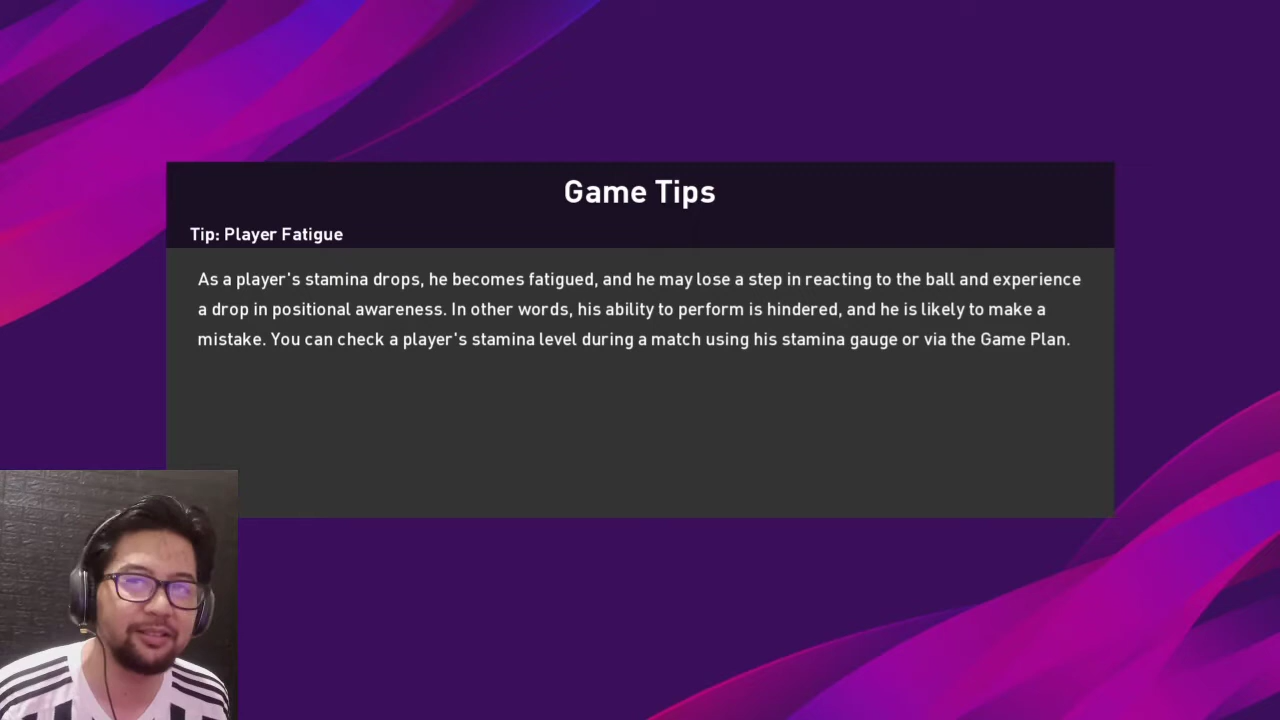 Game Tips
Tip: Player Fatigue
As a player's stamina drops, he becomes fatigued, and he may lose a step in reacting to the ball and experience
a drop in positional awareness. In other words, his ability to perform is hindered, and he is likely to make a
mistake. You can check a player's stamina level during a match using his stamina gauge or via the Game Plan.